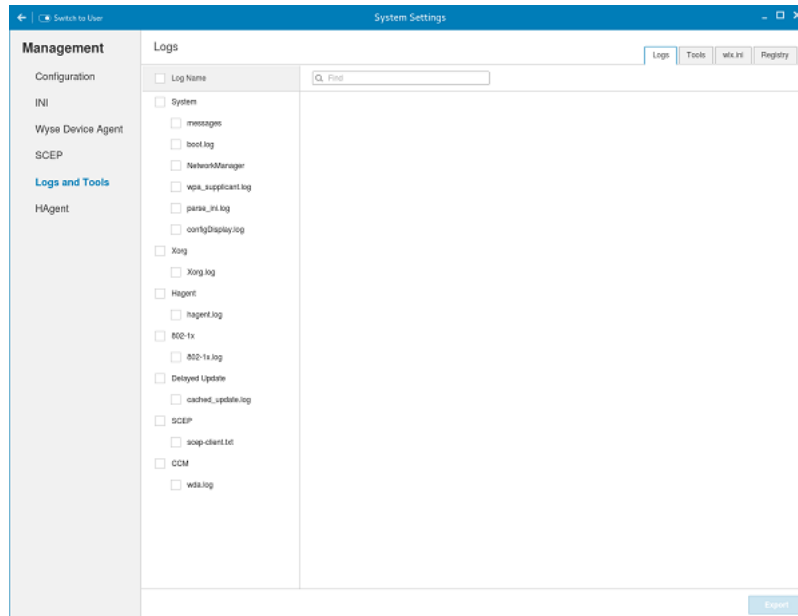 Switch to User
System Settings
Management
Configuration
INI
Wyse Device Agent
SCEP
Logs and Tools
HAgent
Logs
Logs
Tools
wlx.ini
Registry
Log Name
Find
System
messages
boot.log
NetworkManager
wpa_supplicant.log
parse_ini.log
configDisplay.log
Xorg
Xorg.log
Hagent
hagent.log
802-1x
802-1x.log
Delayed Update
cached_update.log
SCEP
scep-client.txt
CCM
wda.log
Export